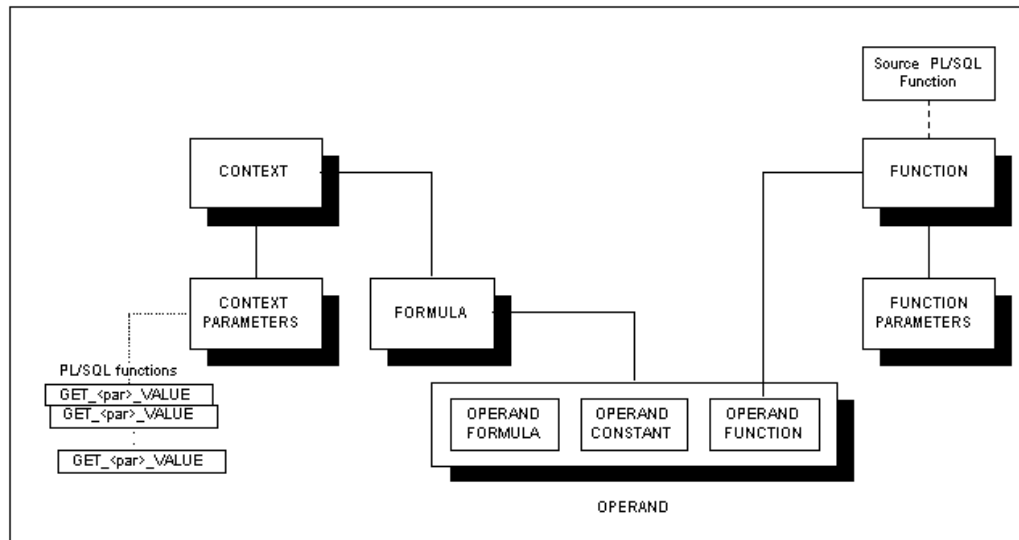 Source PL/SQL
Function
CONTEXT
FUNCTION
CONTEXT
PARAMETERS
FORMULA
FUNCTION
PARAMETERS
PL/SQL functions
GET_<par>_VALUE
GET_<par>_VALUE
GET_<par>_VALUE
OPERAND
FORMULA
OPERAND
CONSTANT
OPERAND
FUNCTION
OPERAND